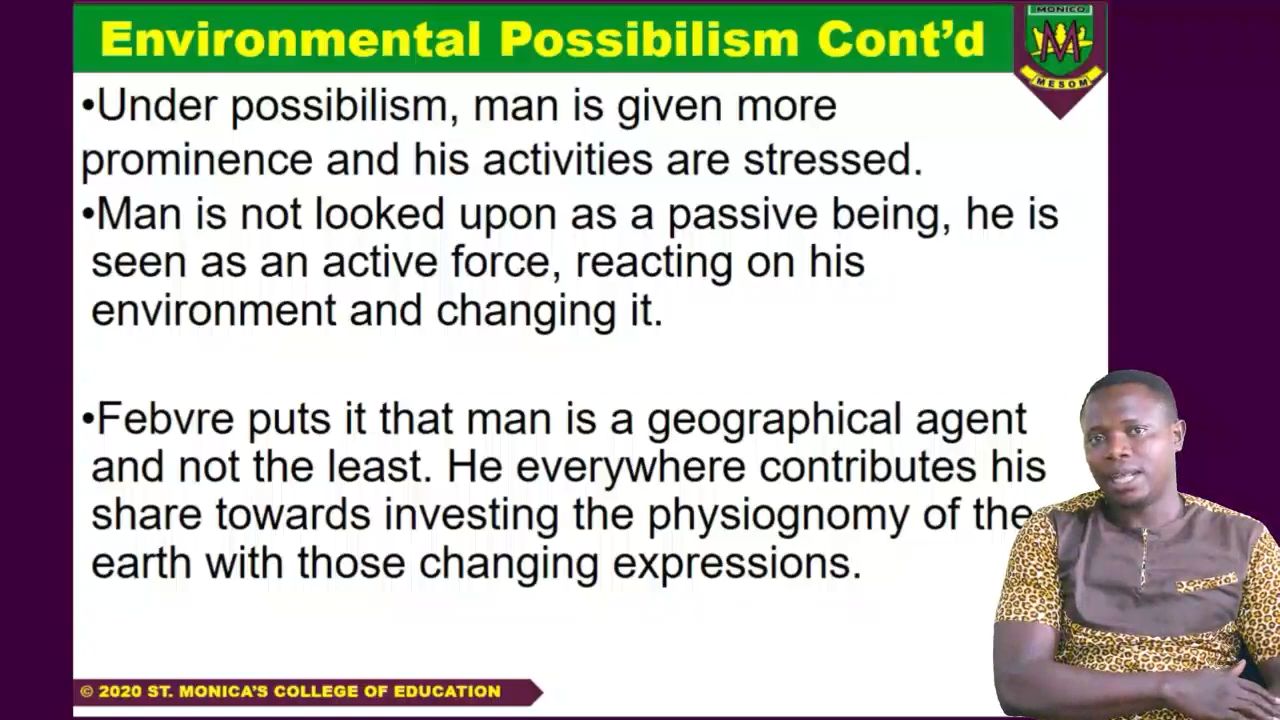 Environmental Possibilism Cont’d
MONICO
M
MESOM
•Under possibilism, man is given more
prominence and his activities are stressed.
•Man is not looked upon as a passive being, he is
seen as an active force, reacting on his
environment and changing it.
•Febvre puts it that man is a geographical agent
and not the least. He everywhere contributes his
share towards investing the physiognomy of the
earth with those changing expressions.
© 2020 ST. MONICA’S COLLEGE OF EDUCATION